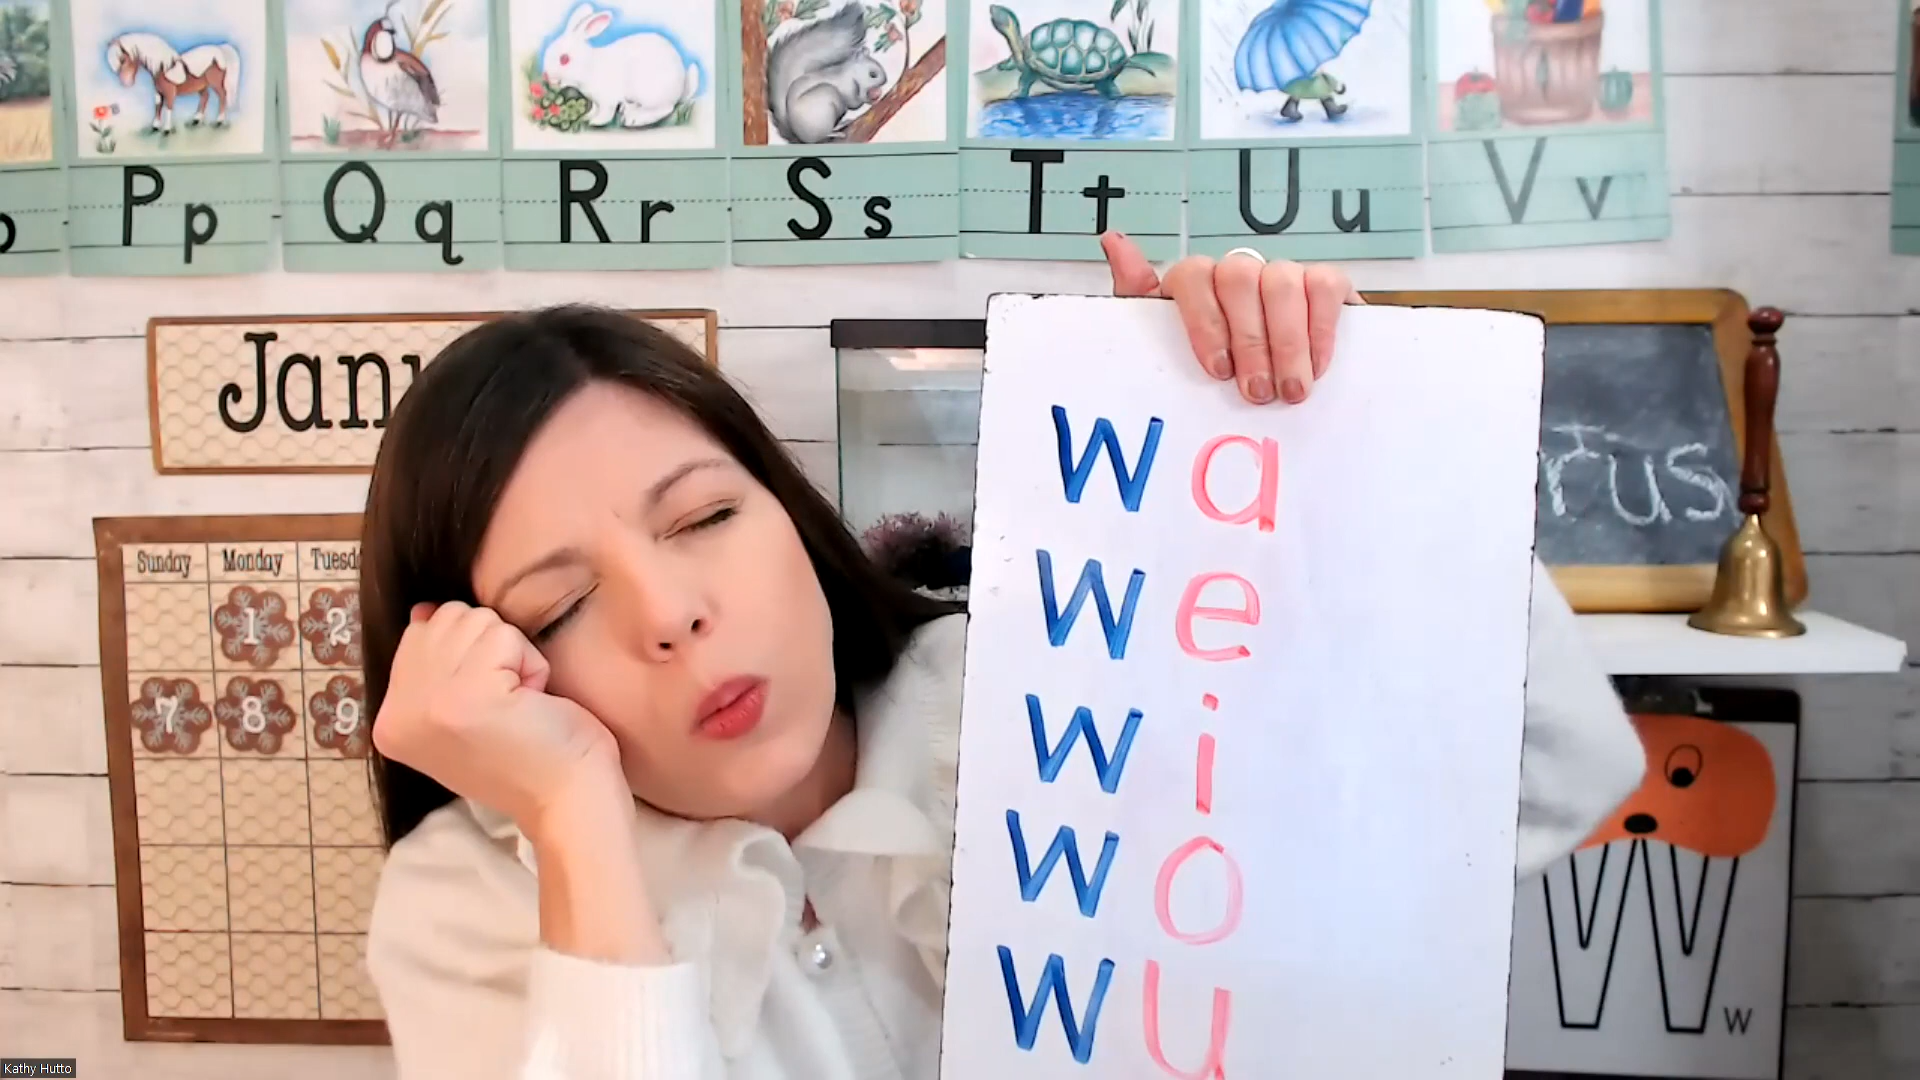 Pp Qq Rr Ss Tt Uu Vv
Sunday Monday
1 2
7 8 9
wa
we
wi
wo
wu
rus
W w
Kathy Hutto